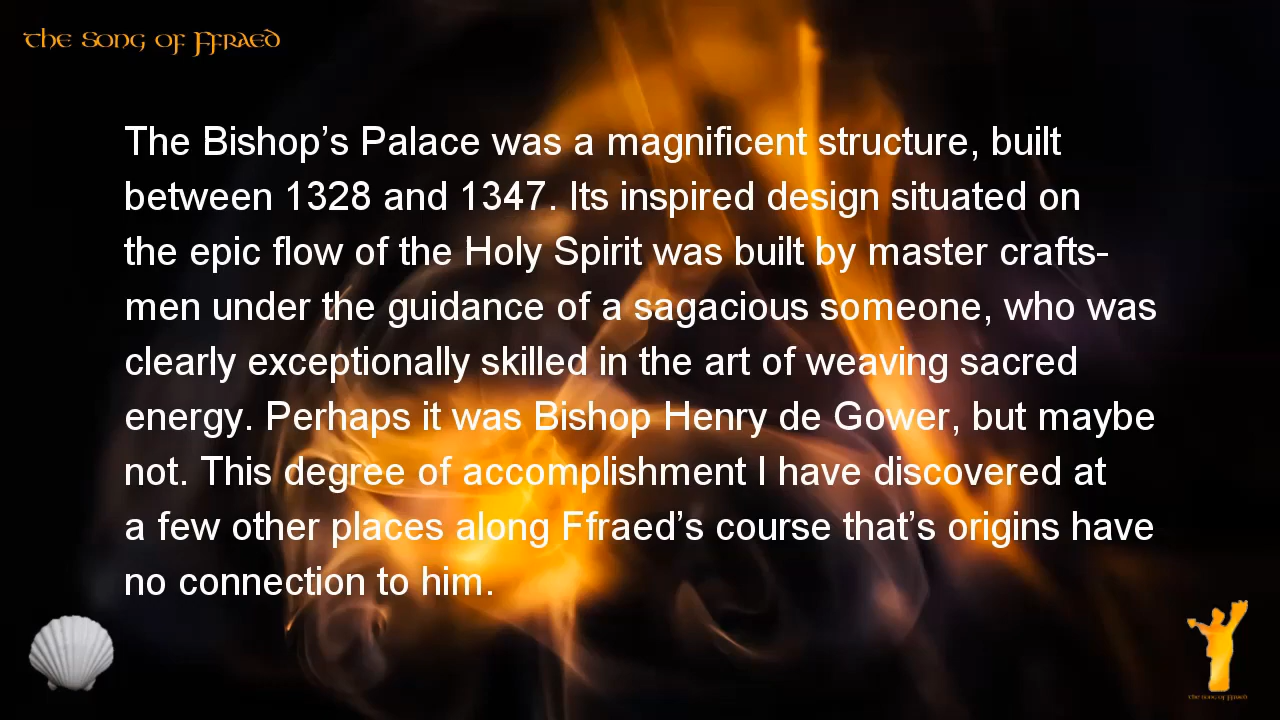 The Song of Ffraed
The Bishop’s Palace was a magnificent structure, built
between 1328 and 1347. Its inspired design situated on
the epic flow of the Holy Spirit was built by master crafts-
men under the guidance of a sagacious someone, who was
clearly exceptionally skilled in the art of weaving sacred
energy. Perhaps it was Bishop Henry de Gower, but maybe
not. This degree of accomplishment I have discovered at
a few other places along Ffraed’s course that’s origins have
no connection to him.
The Song of Ffraed